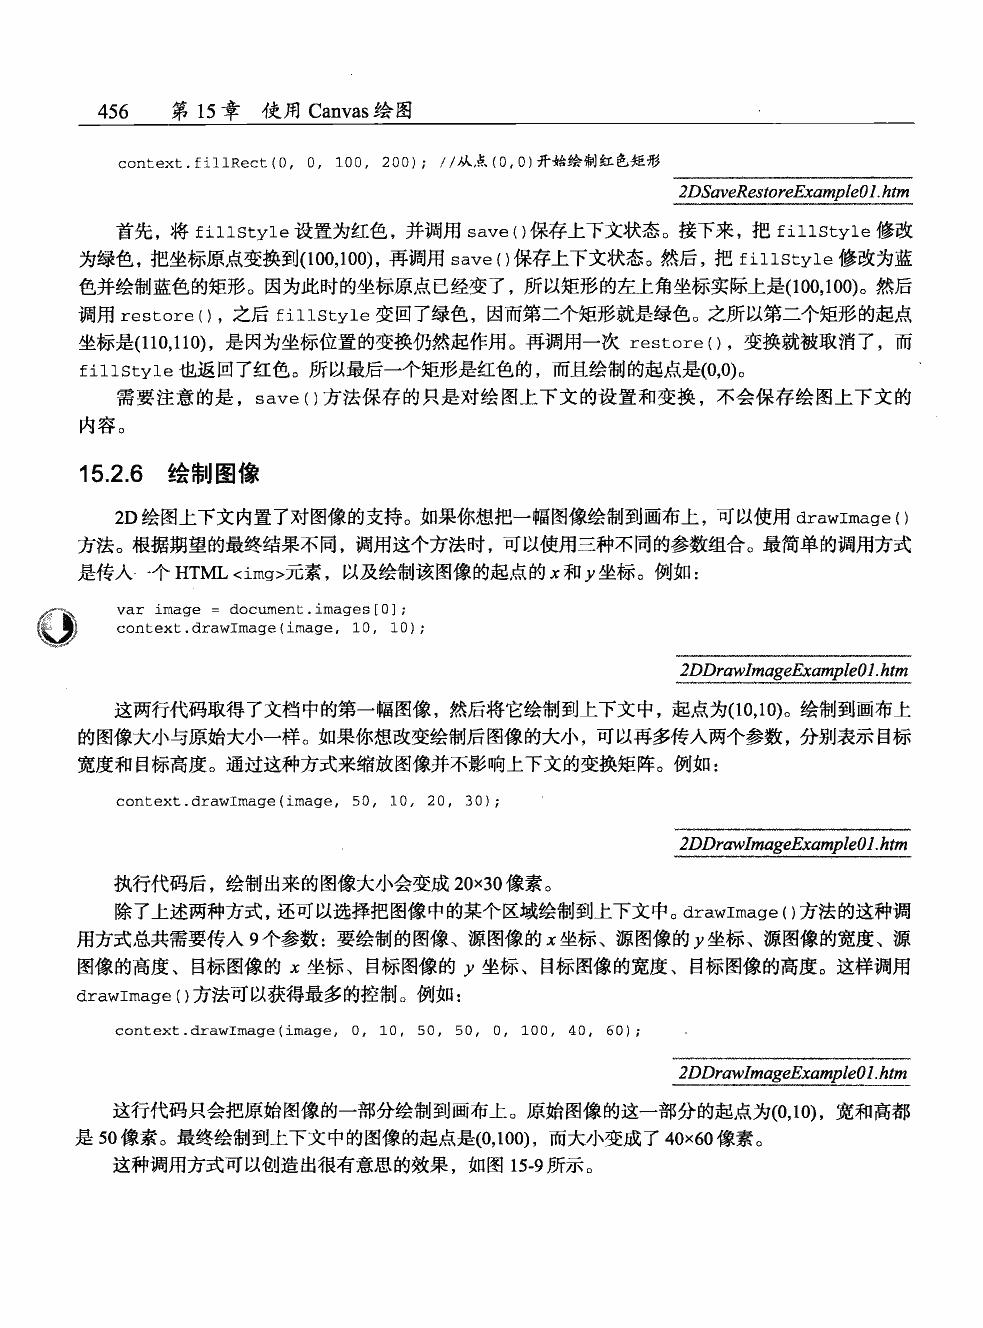 456 第 15 章 使用 Canvas 绘图
context.fillRect(0, 0, 100, 200); //从点(0,0)开始绘制红色矩形
2DSaveRestoreExample01.htm
首先，将 fillStyle 设置为红色，并调用 save()保存上下文状态。接下来，把 fillStyle 修改
为绿色，把坐标原点变换到(100,100)，再调用 save()保存上下文状态。然后，把 fillStyle 修改为蓝
色并绘制蓝色的矩形。因为此时的坐标原点已经变了，所以矩形的左上角坐标实际上是(100,100)。然后
调用 restore()，之后 fillStyle 变回了绿色，因而第二个矩形就是绿色。之所以第二个矩形的起点
坐标是(110,110)，是因为坐标位置的变换仍然起作用。再调用一次 restore()，变换就被取消了，而
fillStyle 也返回了红色。所以最后一个矩形是红色的，而且绘制的起点是(0,0)。
需要注意的是，save()方法保存的只是对绘图上下文的设置和变换，不会保存绘图上下文的
内容。
15.2.6 绘制图像
2D 绘图上下文内置了对图像的支持。如果你想把一幅图像绘制到画布上，可以使用 drawImage()
方法。根据期望的最终结果不同，调用这个方法时，可以使用三种不同的参数组合。最简单的调用方式
是传入一个 HTML <img>元素，以及绘制该图像的起点的 x 和 y 坐标。例如：
var image = document.images[0];
context.drawImage(image, 10, 10);
2DDrawImageExample01.htm
这两行代码取得了文档中的第一幅图像，然后将它绘制到上下文中，起点为(10,10)。绘制到画布上
的图像大小与原始大小一样。如果你想改变绘制后图像的大小，可以再多传入两个参数，分别表示目标
宽度和目标高度。通过这种方式来缩放图像并不影响上下文的变换矩阵。例如：
context.drawImage(image, 50, 10, 20, 30);
2DDrawImageExample01.htm
执行代码后，绘制出来的图像大小会变成 20×30 像素。
除了上述两种方式，还可以选择把图像中的某个区域绘制到上下文中。drawImage()方法的这种调
用方式总共需要传入 9 个参数：要绘制的图像、源图像的 x 坐标、源图像的 y 坐标、源图像的宽度、源
图像的高度、目标图像的 x 坐标、目标图像的 y 坐标、目标图像的宽度、目标图像的高度。这样调用
drawImage()方法可以获得最多的控制。例如：
context.drawImage(image, 0, 10, 50, 50, 0, 100, 40, 60);
2DDrawImageExample01.htm
这行代码只会把原始图像的一部分绘制到画布上。原始图像的这一部分的起点为(0,10)，宽和高都
是 50 像素。最终绘制到上下文中的图像的起点是(0,100)，而大小变成了 40×60 像素。
这种调用方式可以创造出很有意思的效果，如图 15-9 所示。